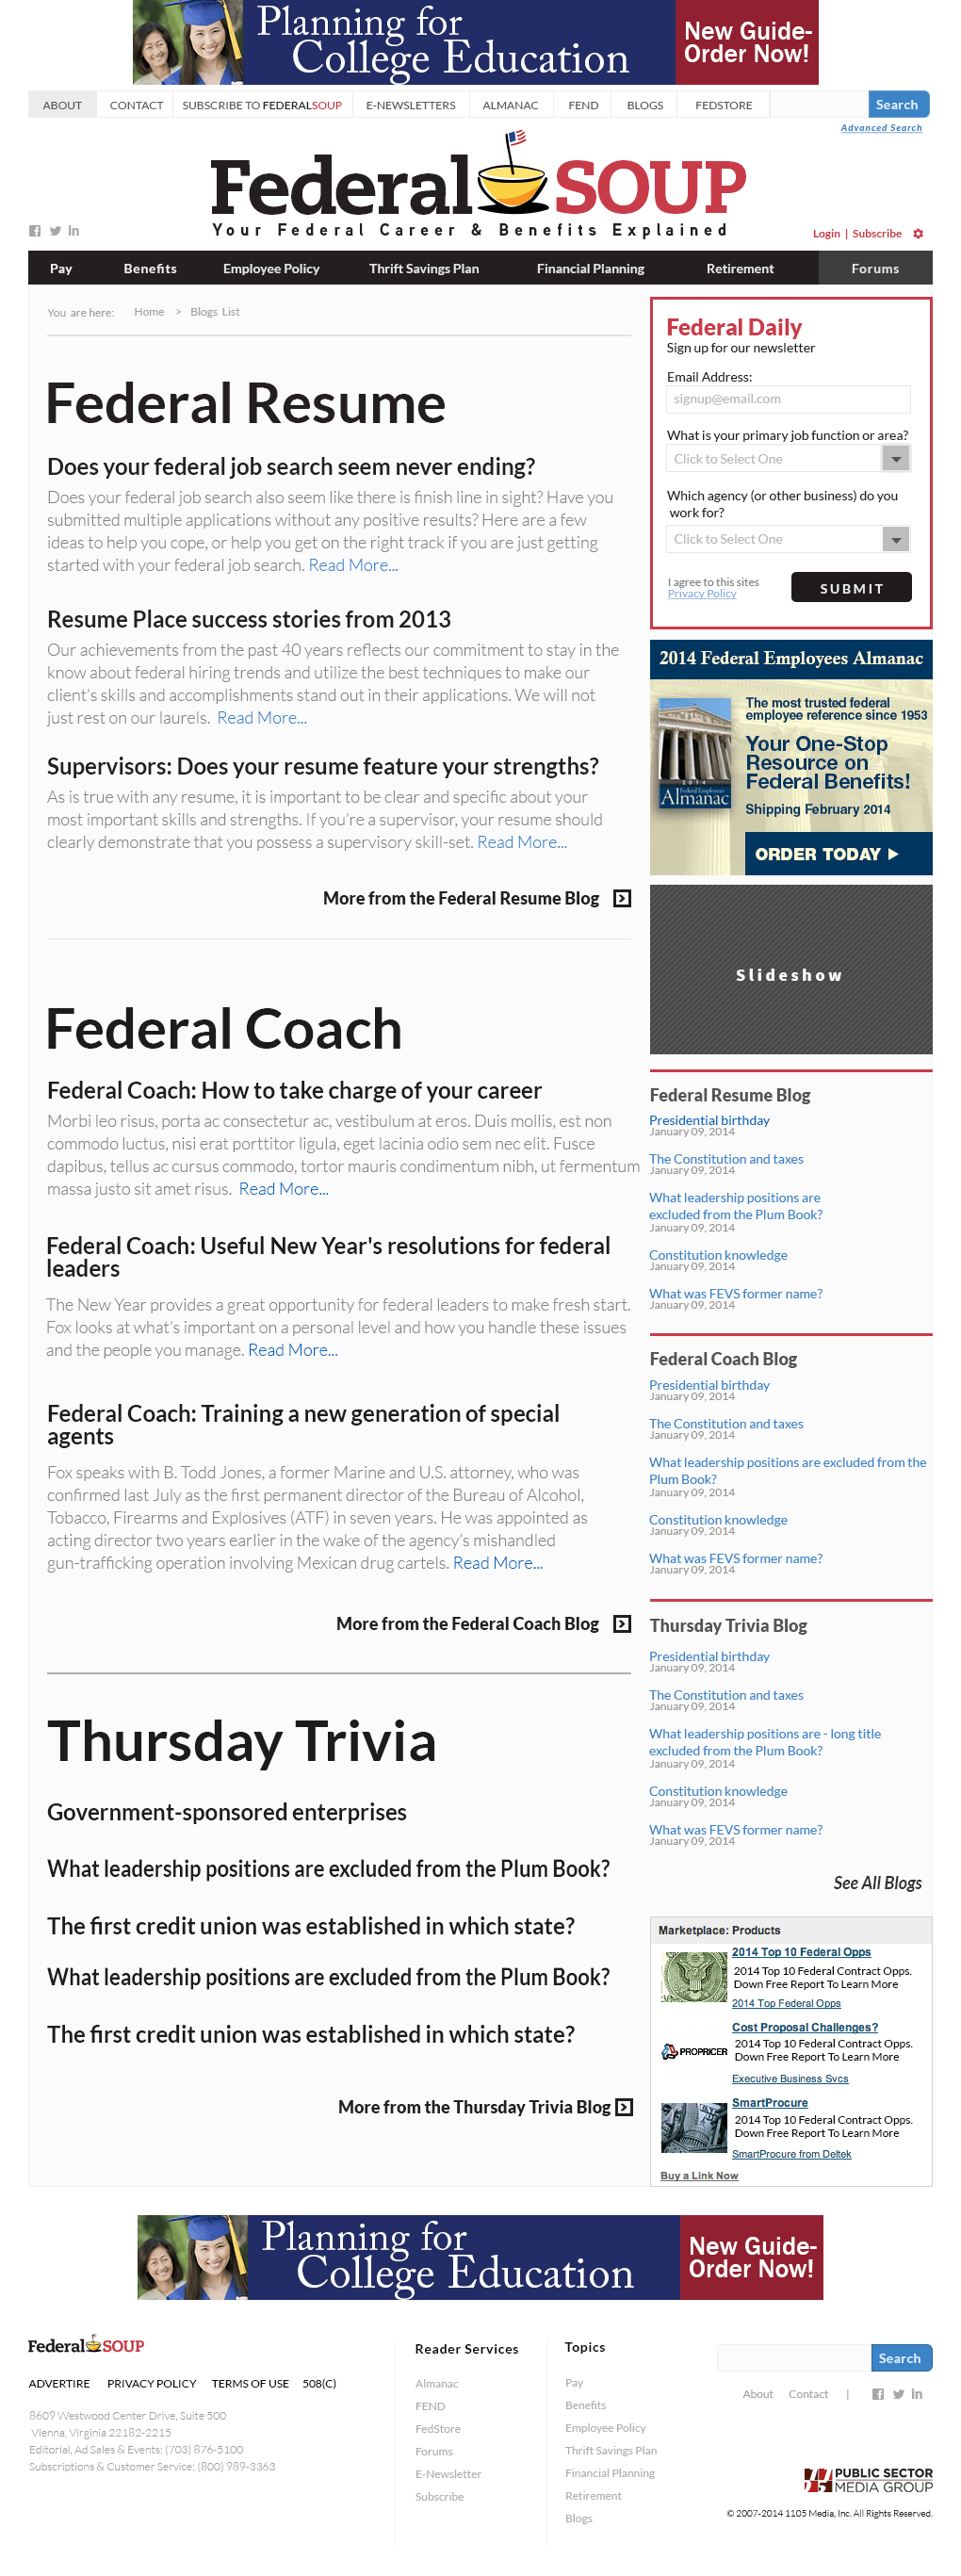 Planning for
College Education
New Guide-
Order Now!
ABOUT
CONTACT
SUBSCRIBE TO FEDERALSOUP
E-NEWSLETTERS
ALMANAC
FEND
BLOGS
FEDSTORE
Search
Advanced Search
Federal SOUP
Your Federal Career & Benefits Explained
Login | Subscribe
Pay
Benefits
Employee Policy
Thrift Savings Plan
Financial Planning
Retirement
Forums
You are here: Home > Blogs List
Federal Resume
Does your federal job search seem never ending?
Does your federal job search also seem like there is finish line in sight? Have you
submitted multiple applications without any positive results? Here are a few
ideas to help you cope, or help you get on the right track if you are just getting
started with your federal job search. Read More...
Resume Place success stories from 2013
Our achievements from the past 40 years reflects our commitment to stay in the
know about federal hiring trends and utilize the best techniques to make our
client's skills and accomplishments stand out in their applications. We will not
just rest on our laurels. Read More...
Supervisors: Does your resume feature your strengths?
As is true with any resume, it is important to be clear and specific about your
most important skills and strengths. If you're a supervisor, your resume should
clearly demonstrate that you possess a supervisory skill-set. Read More...
More from the Federal Resume Blog
Federal Coach
Federal Coach: How to take charge of your career
Morbi leo risus, porta ac consectetur ac, vestibulum at eros. Duis mollis, est non
commodo luctus, nisi erat porttitor ligula, eget lacinia odio sem nec elit. Fusce
dapibus, tellus ac cursus commodo, tortor mauris condimentum nibh, ut fermentum
massa justo sit amet risus. Read More...
Federal Coach: Useful New Year's resolutions for federal
leaders
The New Year provides a great opportunity for federal leaders to make fresh start.
Fox looks at what's important on a personal level and how you handle these issues
and the people you manage. Read More...
Federal Coach: Training a new generation of special
agents
Fox speaks with B. Todd Jones, a former Marine and U.S. attorney, who was
confirmed last July as the first permanent director of the Bureau of Alcohol,
Tobacco, Firearms and Explosives (ATF) in seven years. He was appointed as
acting director two years earlier in the wake of the agency's mishandled
gun-trafficking operation involving Mexican drug cartels. Read More...
More from the Federal Coach Blog
Thursday Trivia
Government-sponsored enterprises
What leadership positions are excluded from the Plum Book?
The first credit union was established in which state?
What leadership positions are excluded from the Plum Book?
The first credit union was established in which state?
More from the Thursday Trivia Blog
Federal Daily
Sign up for our newsletter
Email Address:
signup@email.com
What is your primary job function or area?
Click to Select One
Which agency (or other business) do you
work for?
Click to Select One
I agree to this sites
Privacy Policy
SUBMIT
2014 Federal Employees Almanac
The most trusted federal
employee reference since 1953
Your One-Stop
Resource on
Federal Benefits!
Shipping February 2014
ORDER TODAY
2014
Federal Employees
Almanac
Slideshow
Federal Resume Blog
Presidential birthday
January 09, 2014
The Constitution and taxes
January 09, 2014
What leadership positions are
excluded from the Plum Book?
January 09, 2014
Constitution knowledge
January 09, 2014
What was FEVS former name?
January 09, 2014
Federal Coach Blog
Presidential birthday
January 09, 2014
The Constitution and taxes
January 09, 2014
What leadership positions are excluded from the
Plum Book?
January 09, 2014
Constitution knowledge
January 09, 2014
What was FEVS former name?
January 09, 2014
Thursday Trivia Blog
Presidential birthday
January 09, 2014
The Constitution and taxes
January 09, 2014
What leadership positions are - long title
excluded from the Plum Book?
January 09, 2014
Constitution knowledge
January 09, 2014
What was FEVS former name?
January 09, 2014
See All Blogs
Marketplace: Products
2014 Top 10 Federal Opps
2014 Top 10 Federal Contract Opps.
Down Free Report To Learn More
2014 Top Federal Opps
PROPRICER
Cost Proposal Challenges?
2014 Top 10 Federal Contract Opps.
Down Free Report To Learn More
Executive Business Svcs
SmartProcure
2014 Top 10 Federal Contract Opps.
Down Free Report To Learn More
SmartProcure from Deltek
Buy a Link Now
Planning for
College Education
New Guide-
Order Now!
Federal SOUP
ADVERTIRE
PRIVACY POLICY
TERMS OF USE
508(C)
8609 Westwood Center Drive, Suite 500
Vienna, Virginia 22182-2215
Editorial, Ad Sales & Events: (703) 876-5100
Subscriptions & Customer Service: (800) 989-3363
Reader Services
Almanac
FEND
FedStore
Forums
E-Newsletter
Subscribe
Topics
Pay
Benefits
Employee Policy
Thrift Savings Plan
Financial Planning
Retirement
Blogs
Search
About
Contact |
PUBLIC SECTOR
MEDIA GROUP
© 2007-2014 1105 Media, Inc. All Rights Reserved.